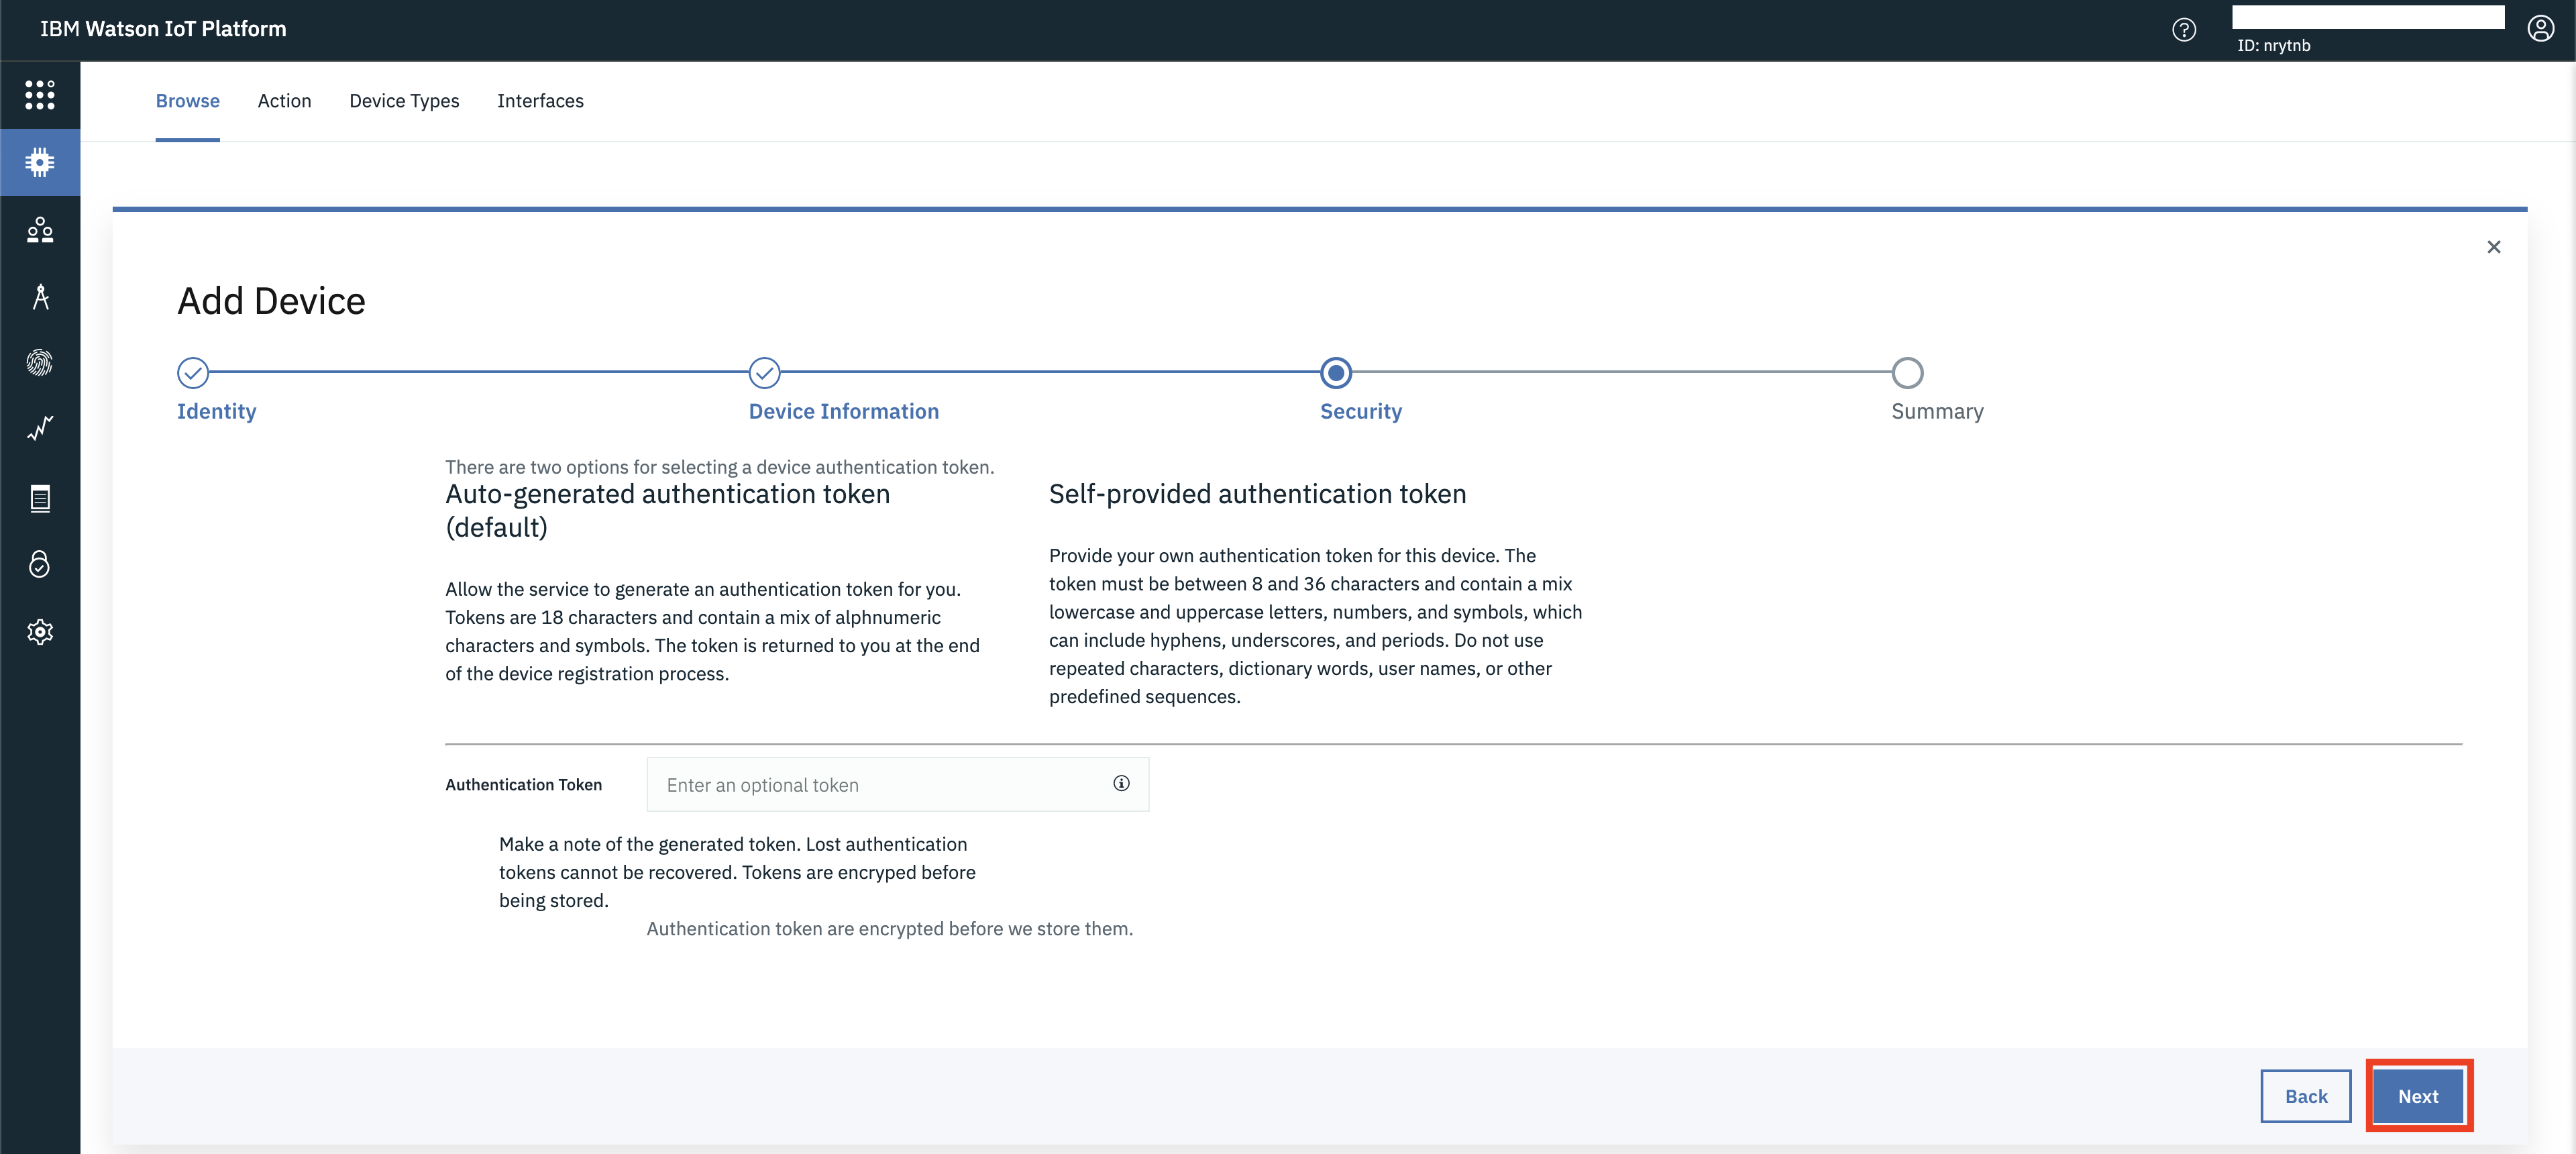 IBM Watson IoT Platform
ID: nrytnb
Browse
Action
Device Types
Interfaces
Add Device
Identity
Device Information
Security
Summary
There are two options for selecting a device authentication token.
Auto-generated authentication token
(default)
Allow the service to generate an authentication token for you.
Tokens are 18 characters and contain a mix of alphnumeric
characters and symbols. The token is returned to you at the end
of the device registration process.
Self-provided authentication token
Provide your own authentication token for this device. The
token must be between 8 and 36 characters and contain a mix
lowercase and uppercase letters, numbers, and symbols, which
can include hyphens, underscores, and periods. Do not use
repeated characters, dictionary words, user names, or other
predefined sequences.
Authentication Token
Enter an optional token
Make a note of the generated token. Lost authentication
tokens cannot be recovered. Tokens are encryped before
being stored.
Authentication token are encrypted before we store them.
Back
Next